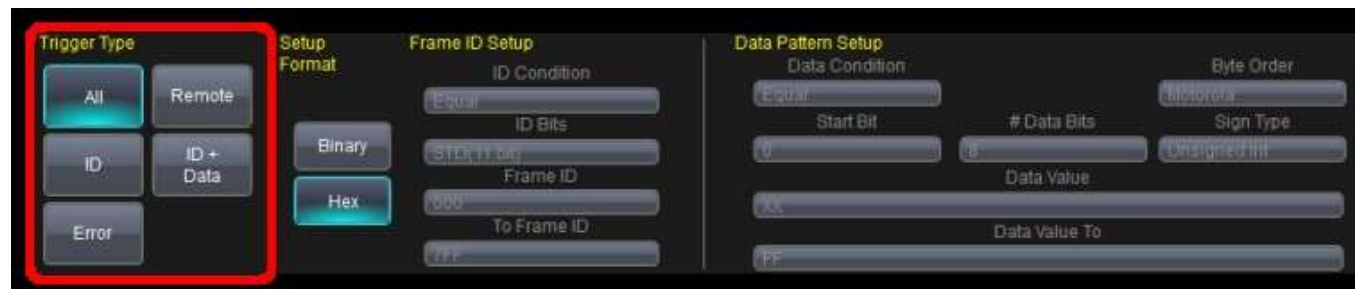 Trigger Type
All
Remote
ID
ID +
Data
Error
Setup
Format
Binary
Hex
Frame ID Setup
ID Condition
Equal
ID Bits
STD(11 bit)
Frame ID
000
To Frame ID
7FF
Data Pattern Setup
Data Condition
Equal
Byte Order
Motorola
Start Bit
0
# Data Bits
8
Sign Type
Unsigned Int
Data Value
XX
Data Value To
FF